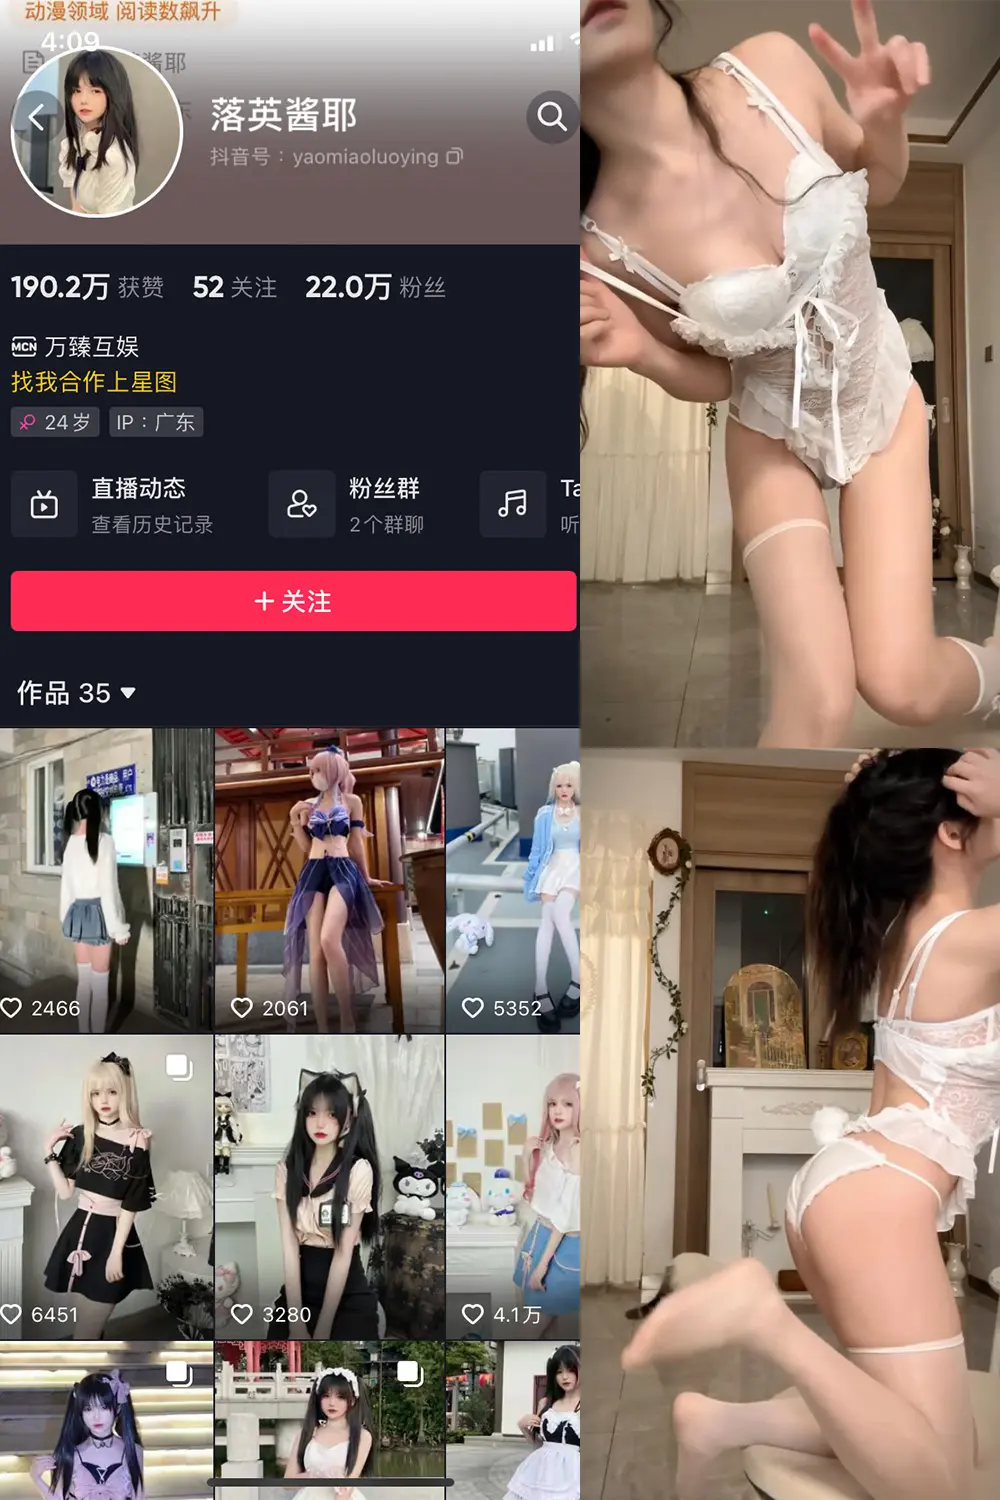 动漫领域 阅读数飙升
4:09
酱耶
落英酱耶
抖音号：yaomiaoluoying
190.2万 获赞 52 关注 22.0万 粉丝
MCN 万臻互娱
找我合作上星图
24岁 IP：广东
直播动态 粉丝群 Ta
查看历史记录 2个群聊 听
+ 关注
作品 35
2466 2061 5352
6451 3280 4.1万